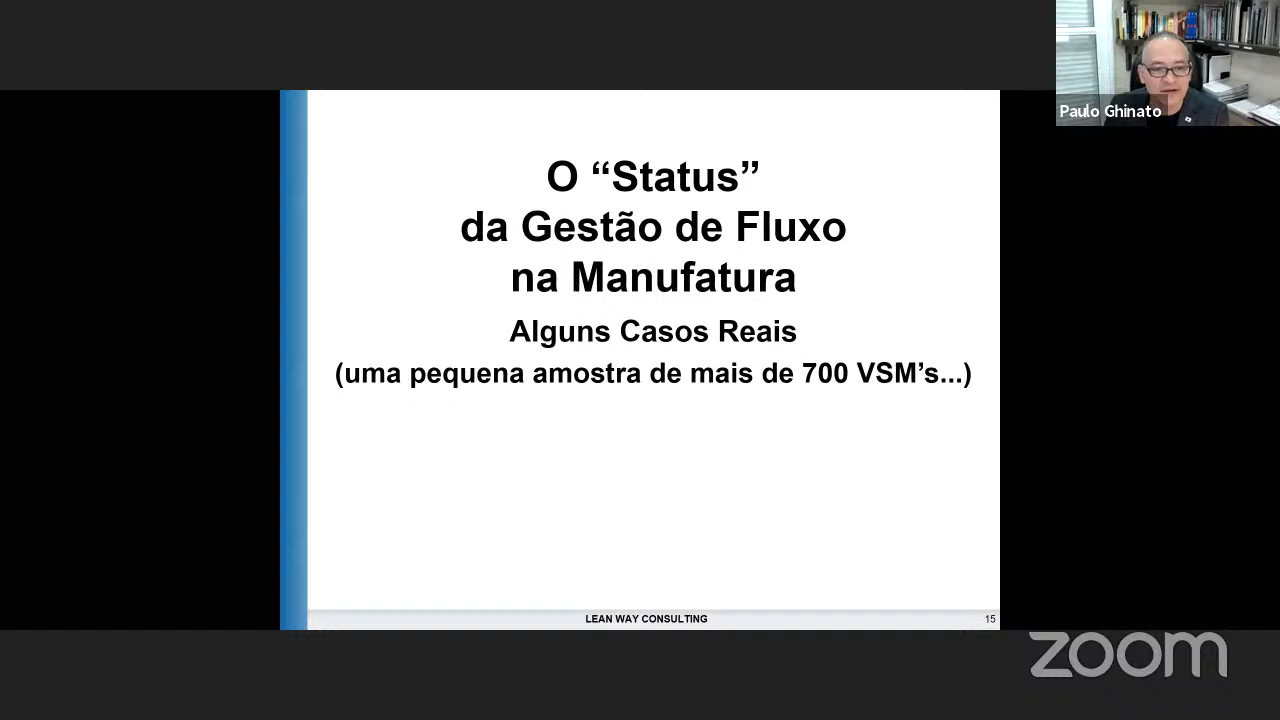 Paulo Ghinato
O “Status”
da Gestão de Fluxo
na Manufatura
Alguns Casos Reais
(uma pequena amostra de mais de 700 VSM’s...)
LEAN WAY CONSULTING
15
zoom